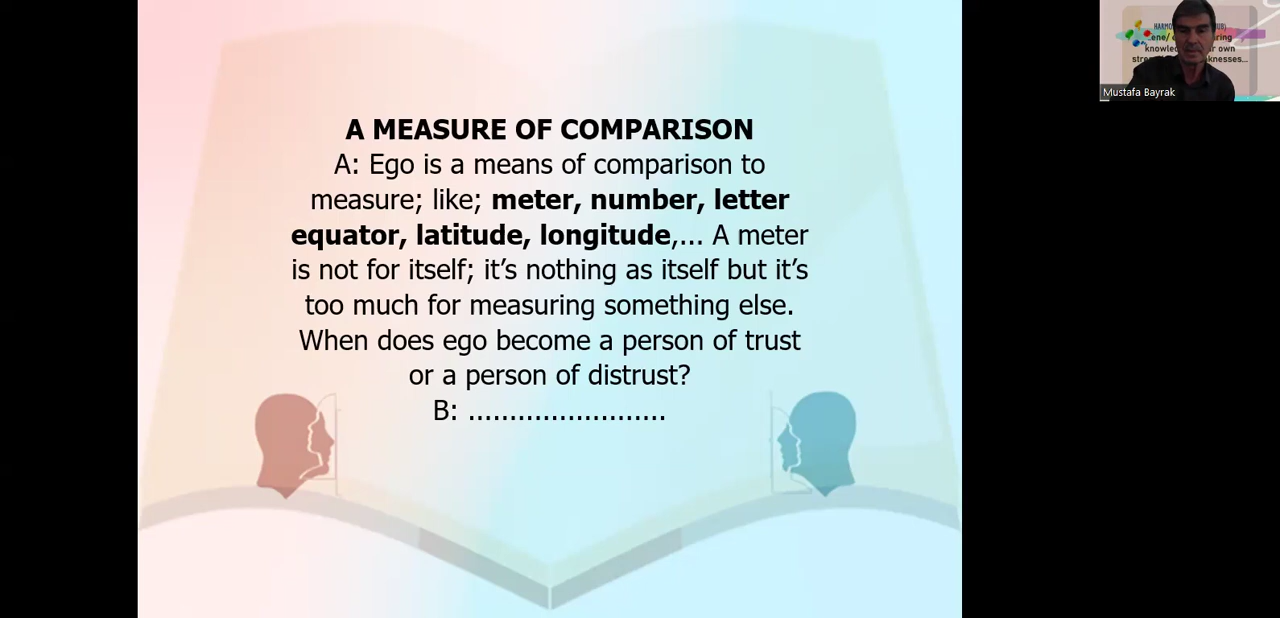 A MEASURE OF COMPARISON
A: Ego is a means of comparison to
measure; like; meter, number, letter
equator, latitude, longitude,... A meter
is not for itself; it's nothing as itself but it's
too much for measuring something else.
When does ego become a person of trust
or a person of distrust?
B: ........................
knowled own
Mustafa Bayrak